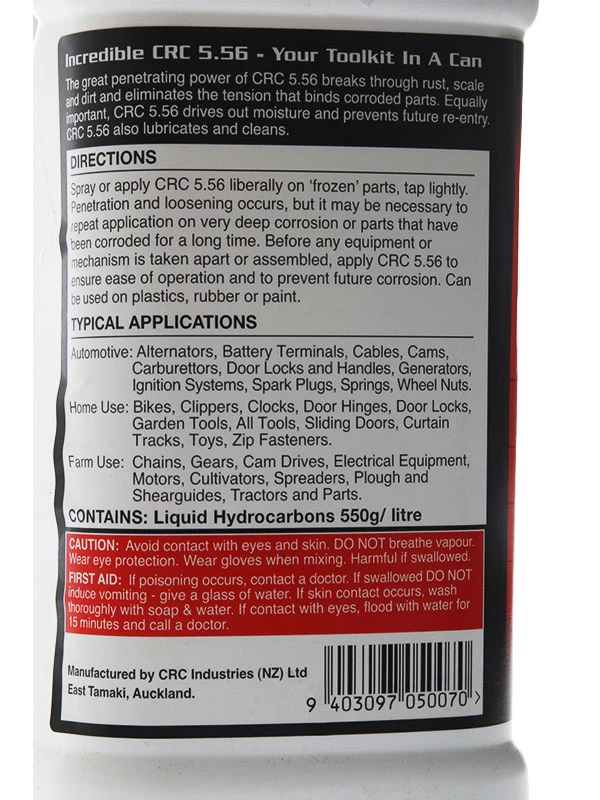 Incredible CRC 5.56 - Your Toolkit In A Can
The great penetrating power of CRC 5.56 breaks through rust, scale
and dirt and eliminates the tension that binds corroded parts. Equally
important, CRC 5.56 drives out moisture and prevents future re-entry.
CRC 5.56 also lubricates and cleans.
DIRECTIONS
Spray or apply CRC 5.56 liberally on ‘frozen’ parts, tap lightly.
Penetration and loosening occurs, but it may be necessary to
repeat application on very deep corrosion or parts that have
been corroded for a long time. Before any equipment or
mechanism is taken apart or assembled, apply CRC 5.56 to
ensure ease of operation and to prevent future corrosion. Can
be used on plastics, rubber or paint.
TYPICAL APPLICATIONS
Automotive: Alternators, Battery Terminals, Cables, Cams,
Carburettors, Door Locks and Handles, Generators,
Ignition Systems, Spark Plugs, Springs, Wheel Nuts.
Home Use: Bikes, Clippers, Clocks, Door Hinges, Door Locks,
Garden Tools, All Tools, Sliding Doors, Curtain
Tracks, Toys, Zip Fasteners.
Farm Use: Chains, Gears, Cam Drives, Electrical Equipment,
Motors, Cultivators, Spreaders, Plough and
Shearguides, Tractors and Parts.
CONTAINS: Liquid Hydrocarbons 550g/ litre
CAUTION: Avoid contact with eyes and skin. DO NOT breathe vapour.
Wear eye protection. Wear gloves when mixing. Harmful if swallowed.
FIRST AID: If poisoning occurs, contact a doctor. If swallowed DO NOT
induce vomiting - give a glass of water. If skin contact occurs, wash
thoroughly with soap & water. If contact with eyes, flood with water for
15 minutes and call a doctor.
Manufactured by CRC Industries (NZ) Ltd
East Tamaki, Auckland.
9 403097 050070 >